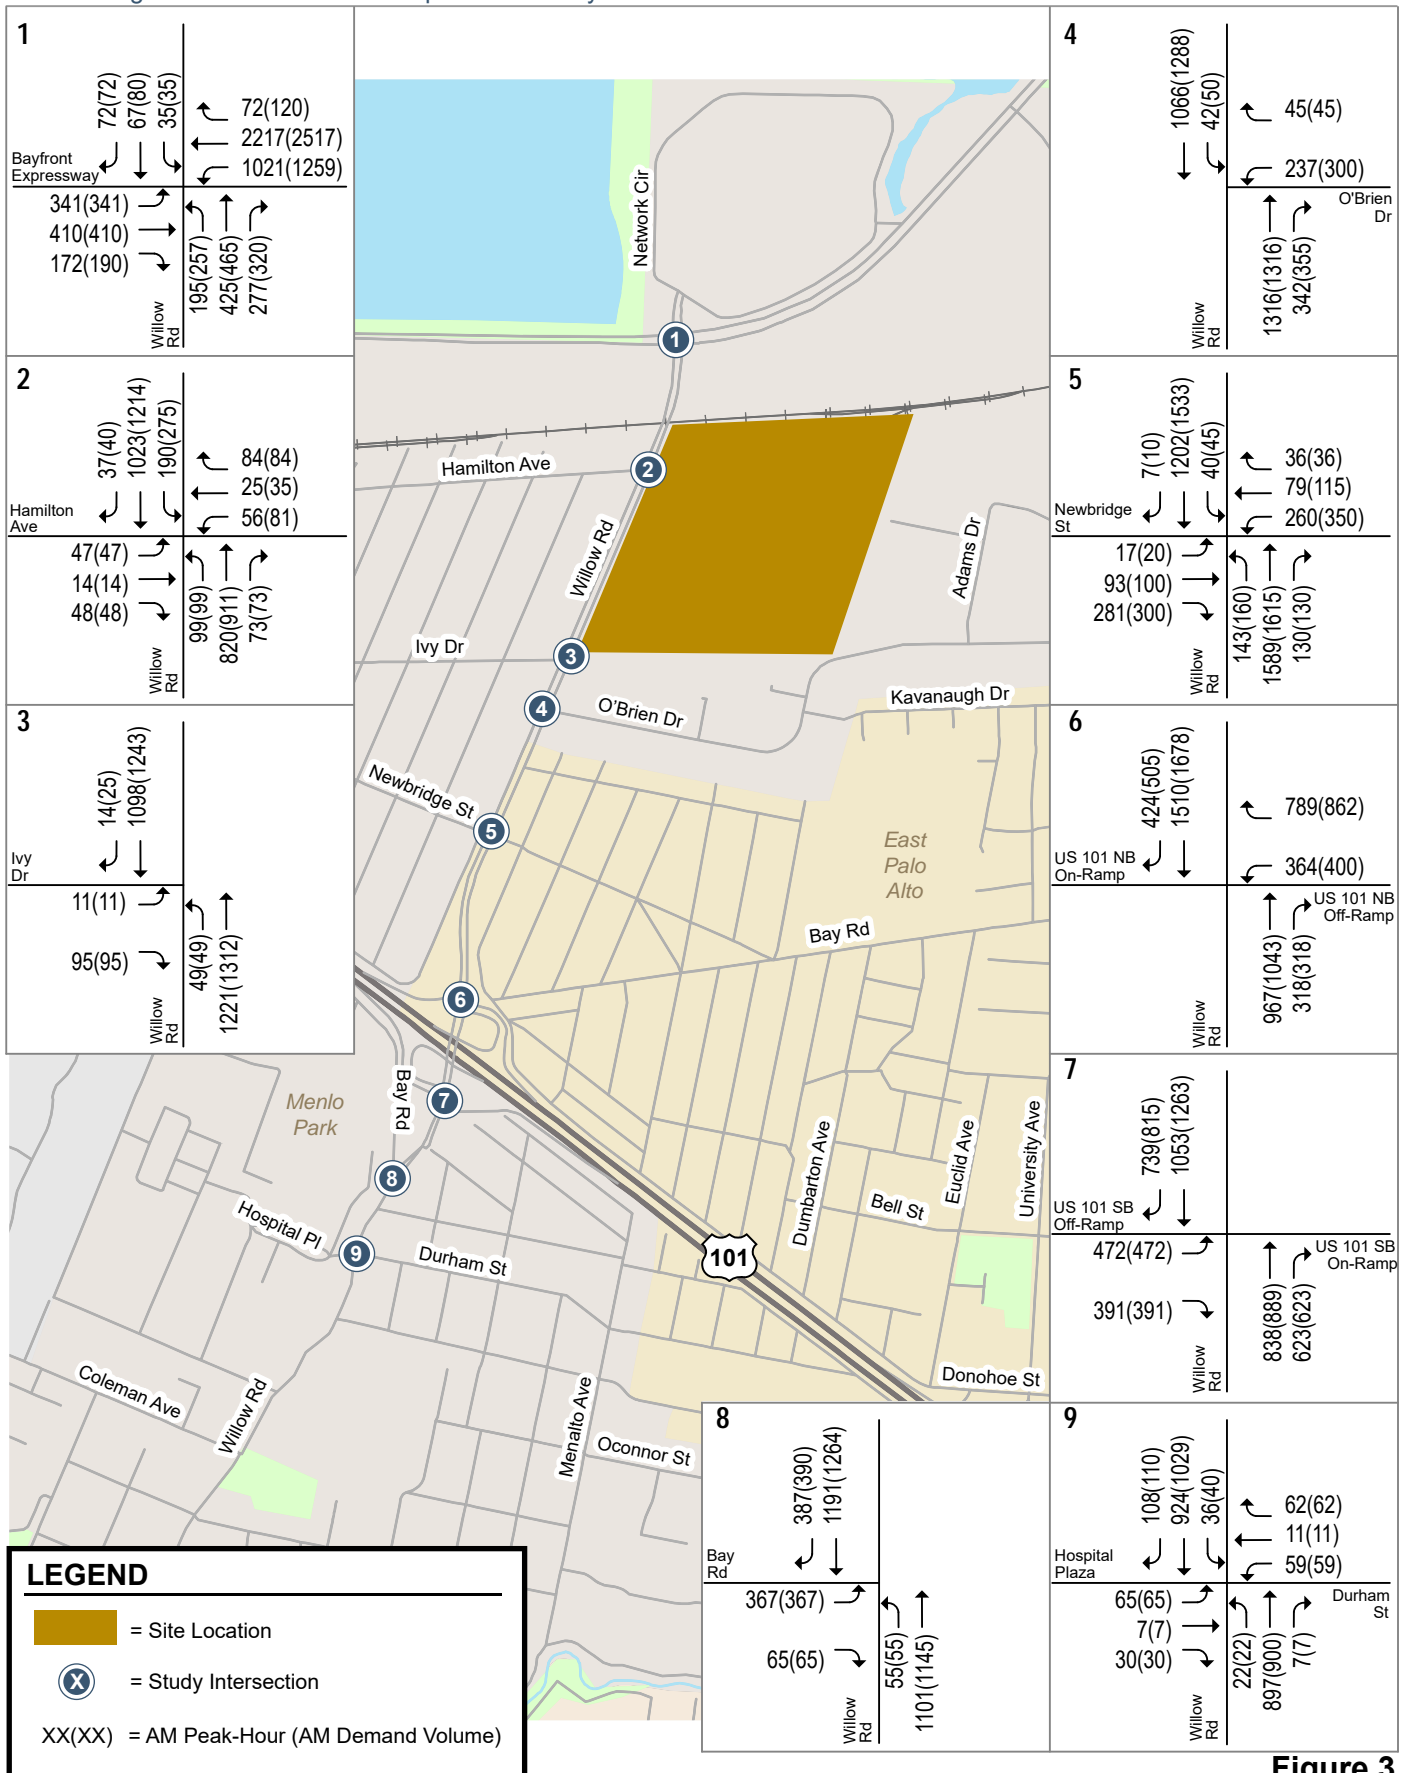 1
72(72)
67(80)
35(35)
72(120)
2217(2517)
1021(1259)
Bayfront
Expressway
341(341)
410(410)
172(190)
195(257)
425(465)
277(320)
Willow
Rd
2
37(40)
1023(1214)
190(275)
84(84)
25(35)
56(81)
Hamilton
Ave
47(47)
14(14)
48(48)
99(99)
820(911)
73(73)
Willow
Rd
3
14(25)
1098(1243)
Ivy
Dr
11(11)
95(95)
49(49)
1221(1312)
Willow
Rd
4
1066(1288)
42(50)
45(45)
237(300)
O'Brien
Dr
1316(1316)
342(355)
Willow
Rd
5
7(10)
1202(1533)
40(45)
36(36)
79(115)
260(350)
Newbridge
St
17(20)
93(100)
281(300)
143(160)
1589(1615)
130(130)
Willow
Rd
6
424(505)
1510(1678)
789(862)
364(400)
US 101 NB
On-Ramp
US 101 NB
Off-Ramp
967(1043)
318(318)
Willow
Rd
7
739(815)
1053(1263)
US 101 SB
Off-Ramp
472(472)
391(391)
US 101 SB
On-Ramp
838(889)
623(623)
Willow
Rd
8
387(390)
1191(1264)
Bay
Rd
367(367)
65(65)
55(55)
1101(1145)
Willow
Rd
9
108(110)
924(1029)
36(40)
62(62)
11(11)
59(59)
Hospital
Plaza
65(65)
7(7)
30(30)
Durham
St
22(22)
897(900)
7(7)
Willow
Rd
Network Cir
1
Hamilton Ave
2
Willow Rd
Adams Dr
Ivy Dr
3
4
O'Brien Dr
Kavanaugh Dr
Newbridge St
5
East
Palo
Alto
Bay Rd
6
Menlo
Park
Bay Rd
7
8
Dumbarton Ave
Euclid Ave
University Ave
Bell St
Hospital Pl
9
Durham St
101
Donohoe St
Coleman Ave
Willow Rd
Menalto Ave
Oconnor St
LEGEND
= Site Location
X = Study Intersection
XX(XX) = AM Peak-Hour (AM Demand Volume)
Figure 3